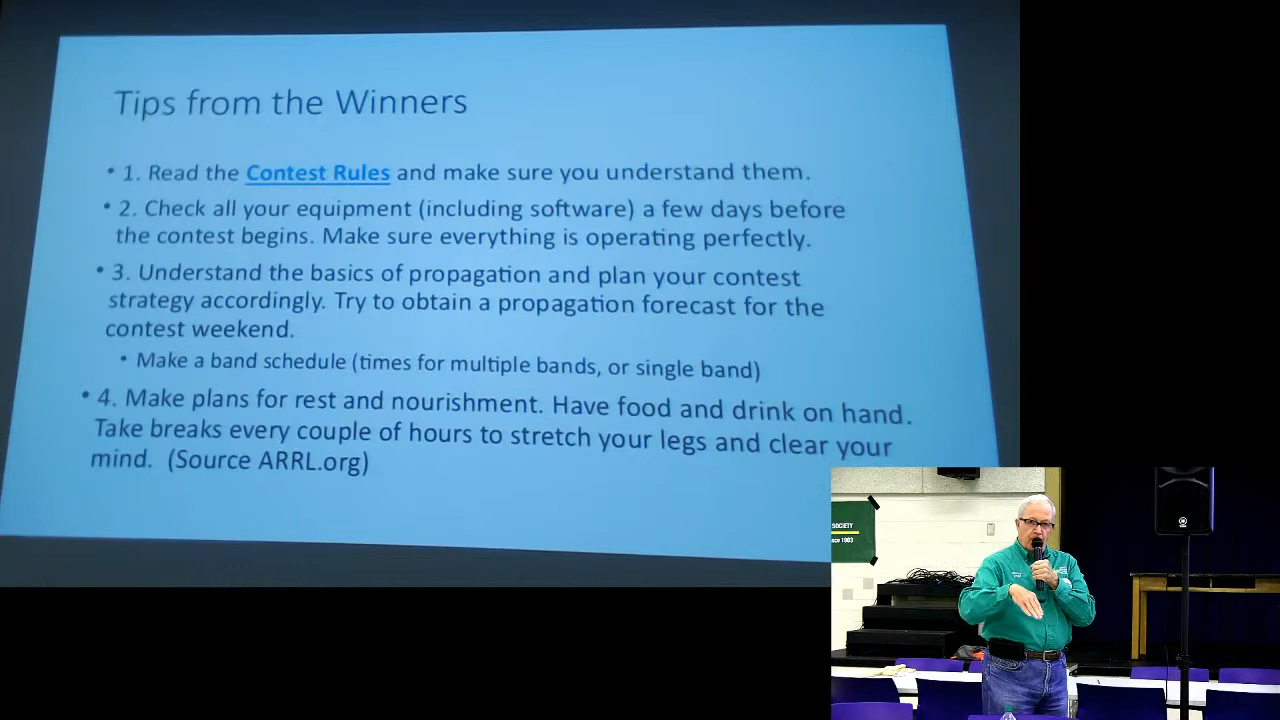 Tips from the Winners
• 1. Read the Contest Rules and make sure you understand them.
• 2. Check all your equipment (including software) a few days before
the contest begins. Make sure everything is operating perfectly.
• 3. Understand the basics of propagation and plan your contest
strategy accordingly. Try to obtain a propagation forecast for the
contest weekend.
• Make a band schedule (times for multiple bands, or single band)
• 4. Make plans for rest and nourishment. Have food and drink on hand.
Take breaks every couple of hours to stretch your legs and clear your
mind. (Source ARRL.org)
SOCIETY
1963